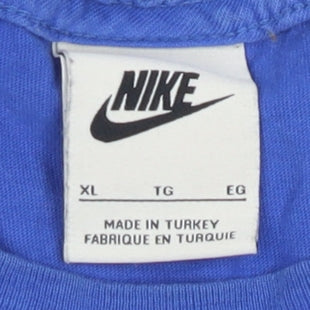 NIKE
XL TG EG
MADE IN TURKEY
FABRIQUE EN TURQUIE